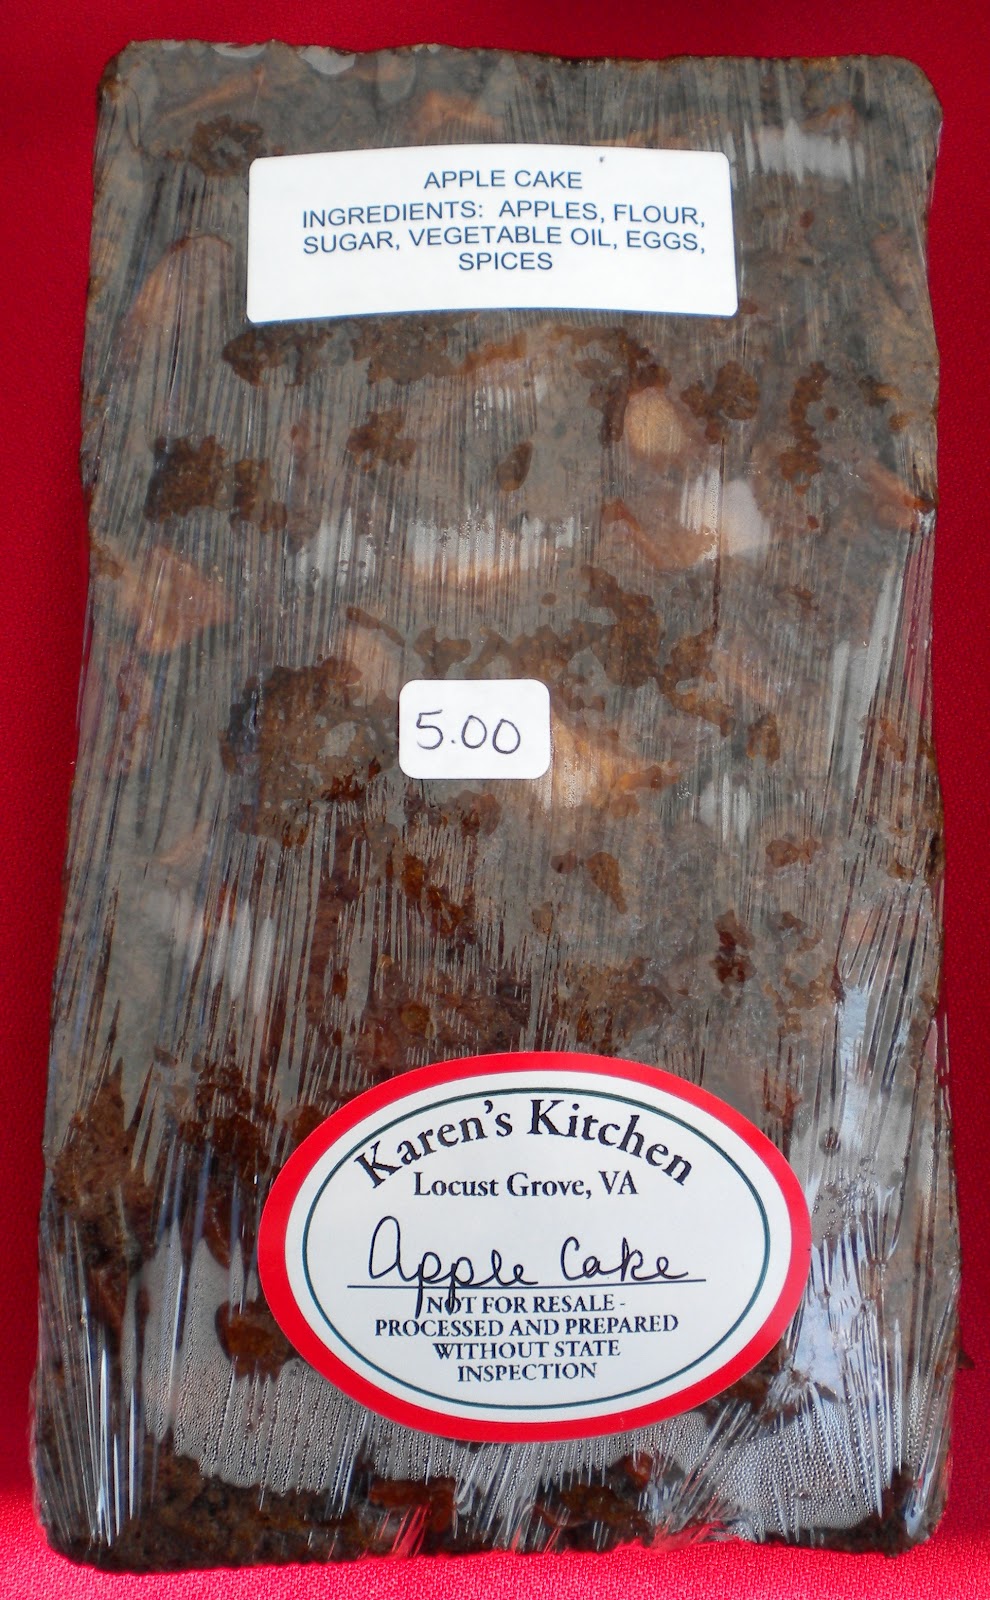 APPLE CAKE
INGREDIENTS: APPLES, FLOUR,
SUGAR, VEGETABLE OIL, EGGS,
SPICES
5.00
Karen's Kitchen
Locust Grove, VA
Apple Cake
NOT FOR RESALE -
PROCESSED AND PREPARED
WITHOUT STATE
INSPECTION